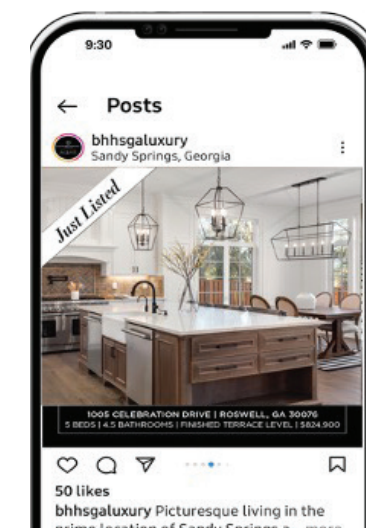 9:30
Posts
bhhsgaluxury
Sandy Springs, Georgia
Just Listed
1005 CELEBRATION DRIVE | ROSWELL, GA 30076
5 BEDS | 4.5 BATHROOMS | FINISHED TERRACE LEVEL | $824,900
50 likes
bhhsgaluxury Picturesque living in the
prime location of Sandy Springs a... more